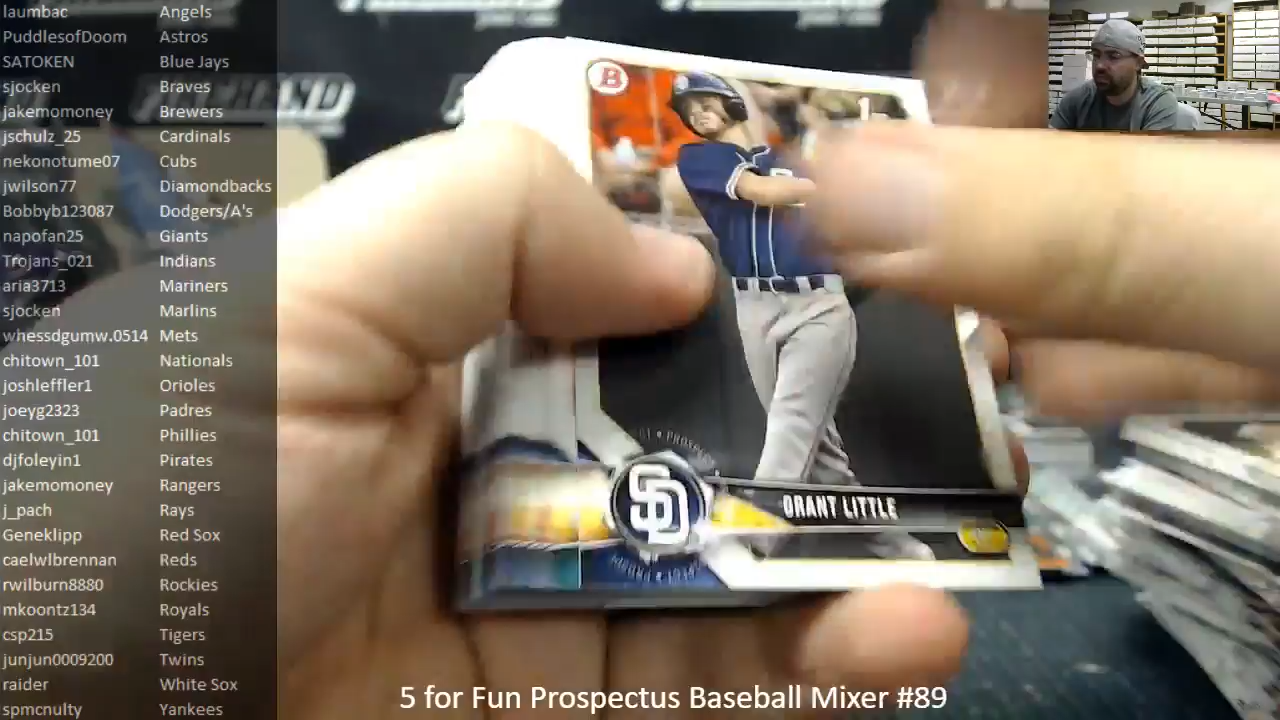 laumbac Angels
PuddlesofDoom Astros
SATOKEN Blue Jays
sjocken Braves
jakemomoney Brewers
jschulz_25 Cardinals
nekonotume07 Cubs
jwilson77 Diamondbacks
Bobbyb123087 Dodgers/A's
napofan25 Giants
Trojans_021 Indians
aria3713 Mariners
sjocken Marlins
whessdgumw.0514 Mets
chitown_101 Nationals
joshleffler1 Orioles
joeyg2323 Padres
chitown_101 Phillies
djfoleyin1 Pirates
jakemomoney Rangers
j_pach Rays
Geneklipp Red Sox
caelwlbrennan Reds
rwilburn8880 Rockies
mkoontz134 Royals
csp215 Tigers
junjun0009200 Twins
raider White Sox
spmcnulty Yankees
B
1st
SD
GRANT LITTLE
5 for Fun Prospectus Baseball Mixer #89